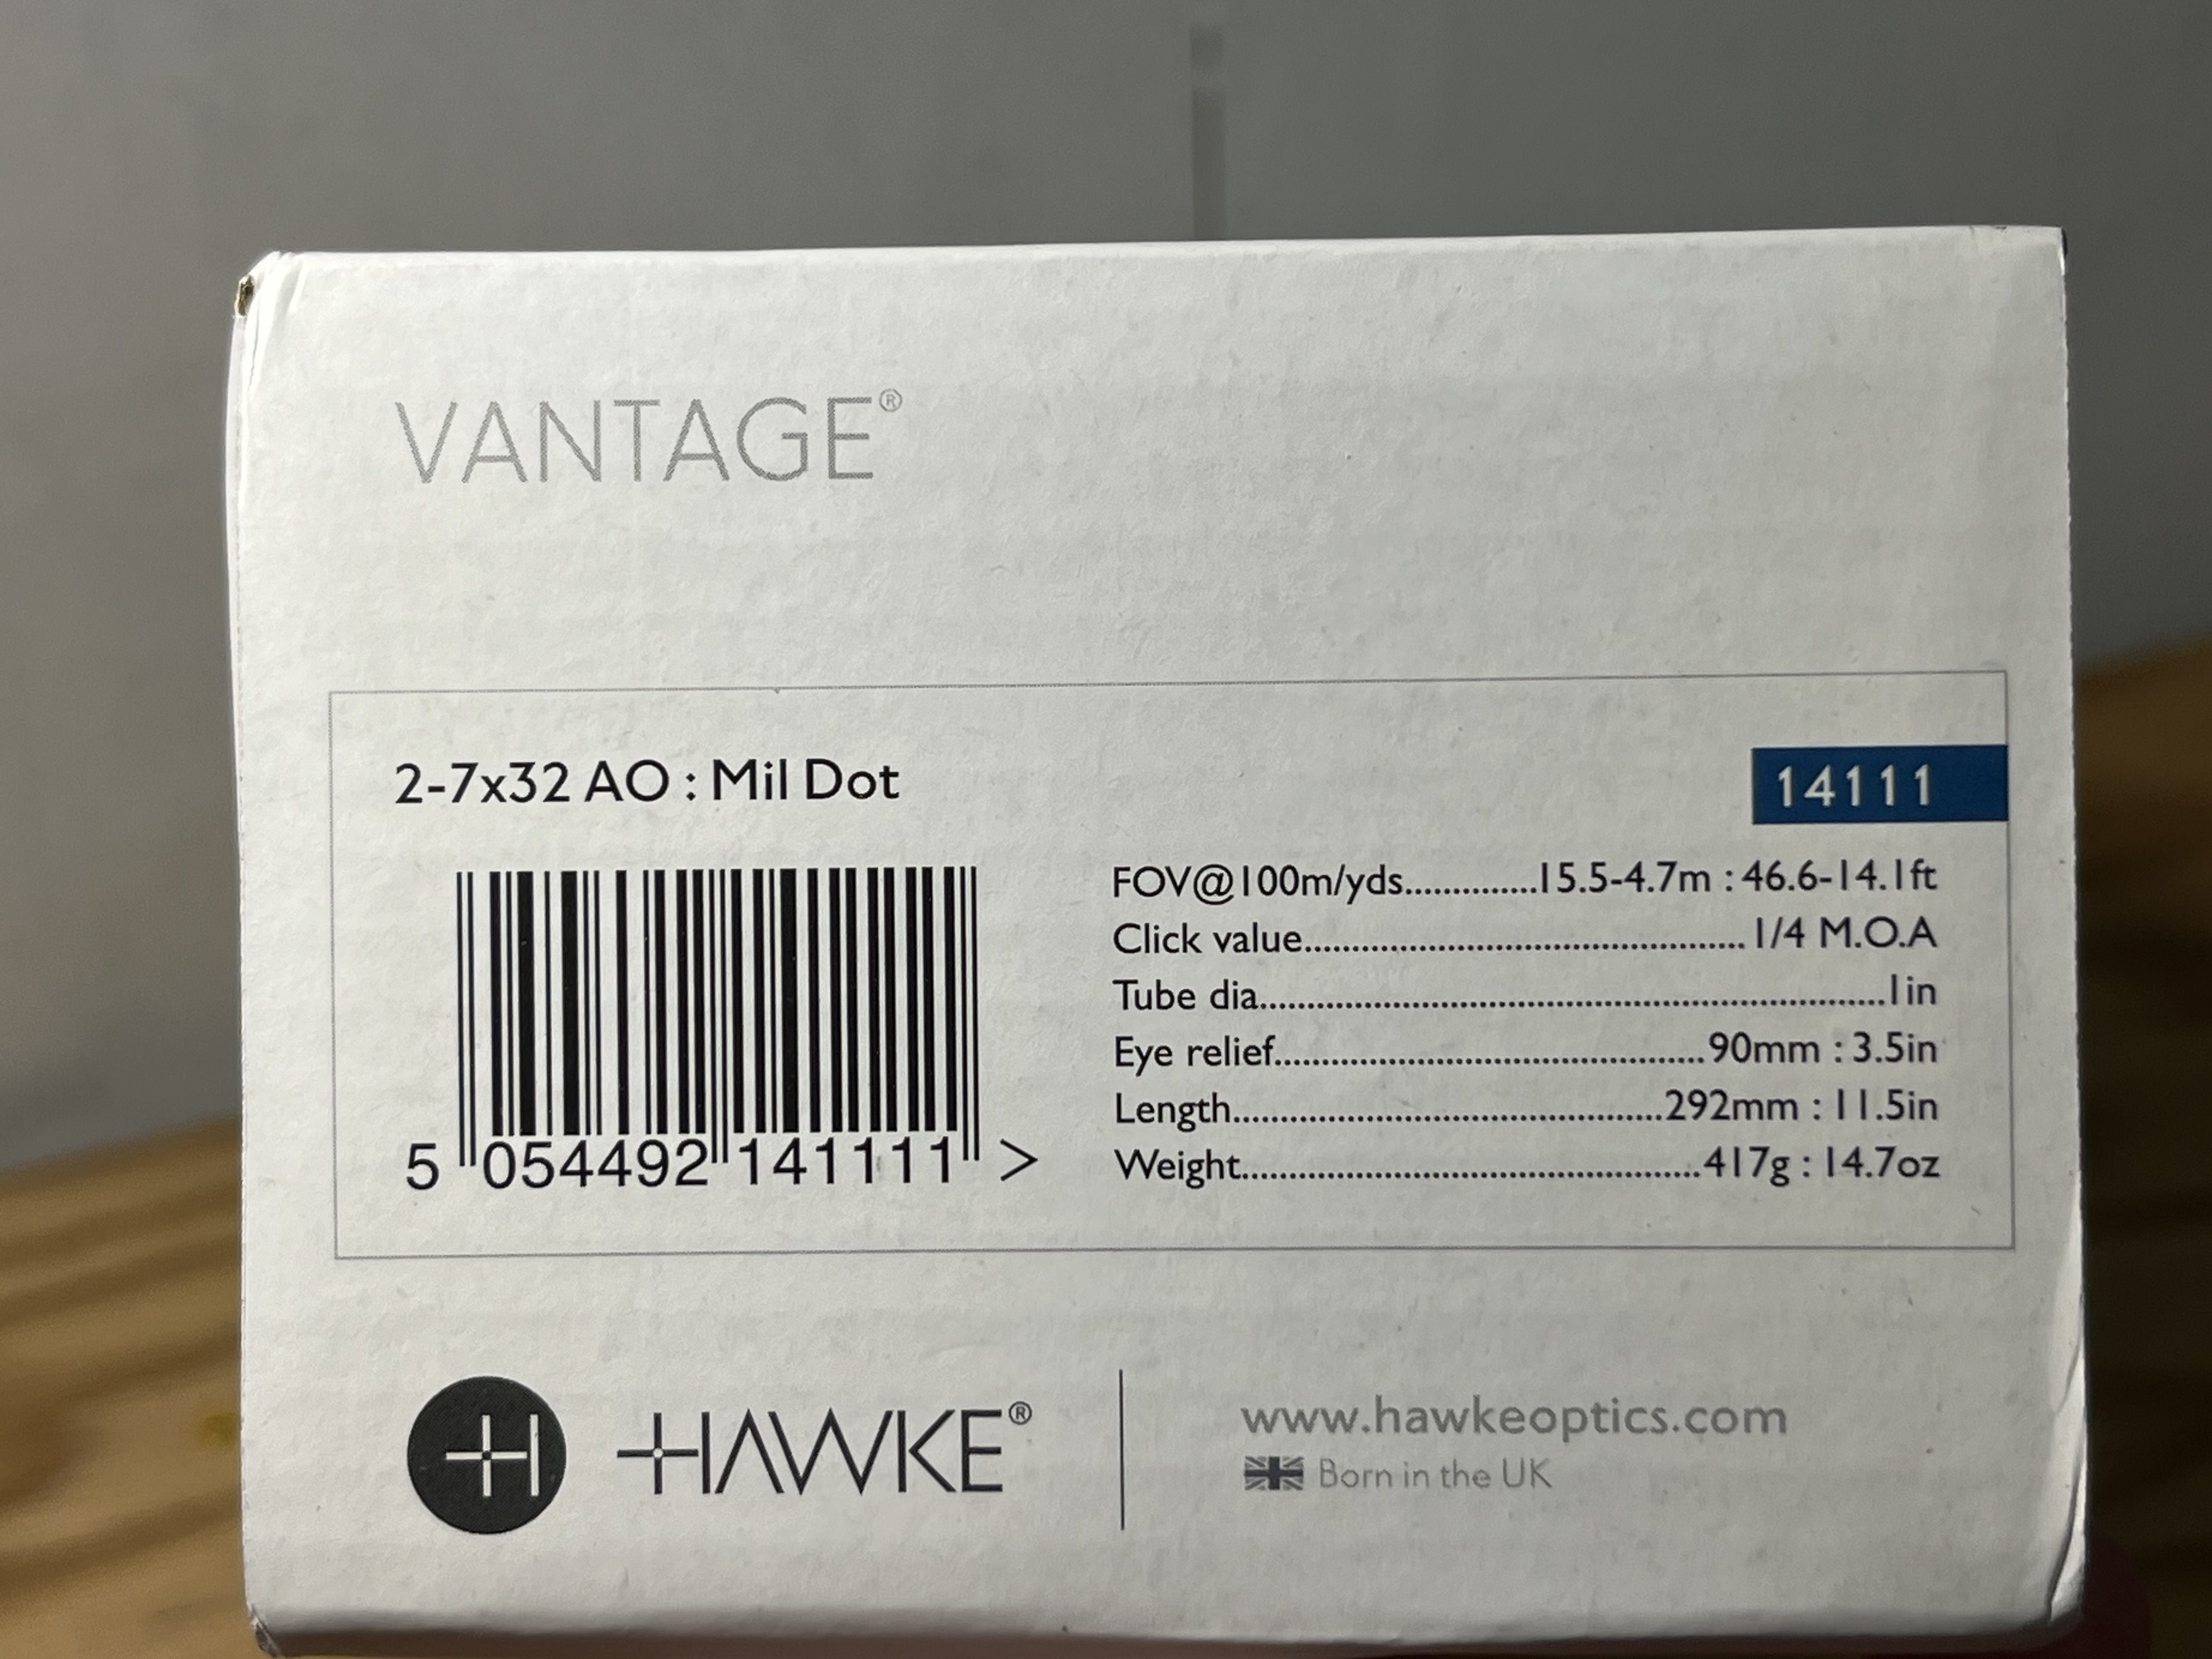 VANTAGE®
2-7x32 AO : Mil Dot
14111
FOV@100m/yds..............15.5-4.7m : 46.6-14.1ft
Click value............................................... 1/4 M.O.A
Tube dia...................................................................1in
Eye relief..............................................90mm : 3.5in
Length..............................................292mm : 11.5in
Weight.................................................417g : 14.7oz
5 054492 141111 >
HAWKE®
www.hawkeoptics.com
Born in the UK